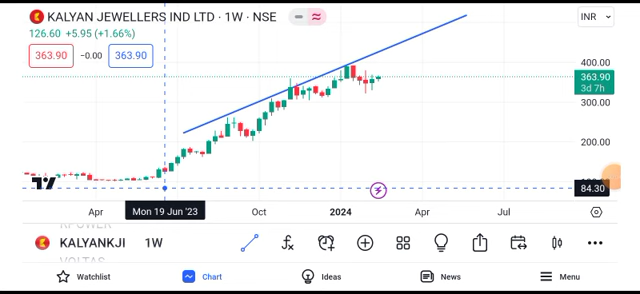 KALYAN JEWELLERS IND LTD · 1W · NSE
INR
126.60 +5.95 (+1.66%)
363.90 −0.00 363.90
400.00
363.90
3d 7h
300.00
200.00
84.30
Apr Mon 19 Jun '23 Oct 2024 Apr Jul
KALYANKJI 1W
VOLTAS
Watchlist Chart Ideas News Menu